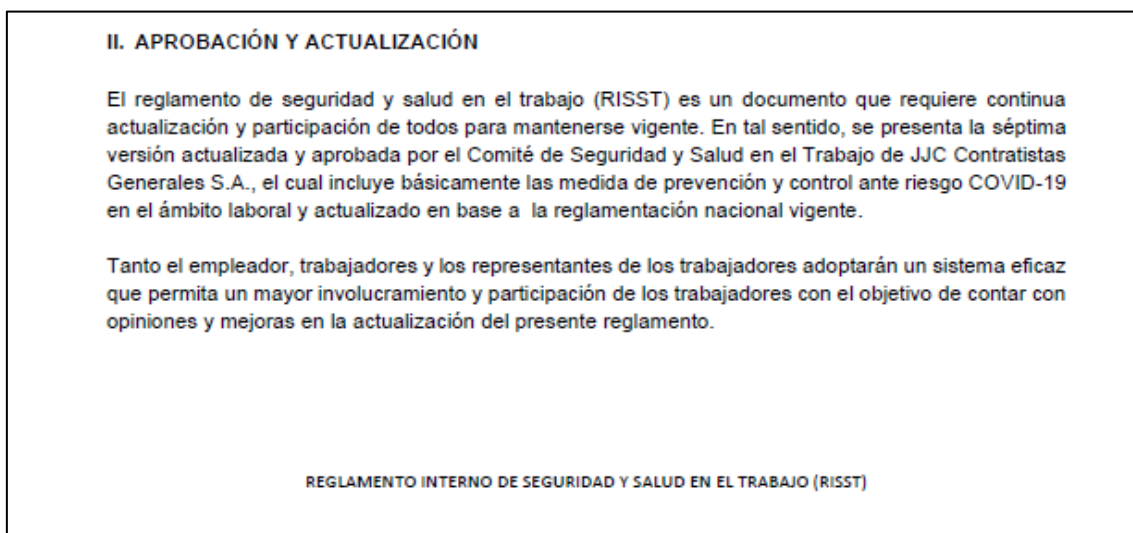 II. APROBACIÓN Y ACTUALIZACIÓN
El reglamento de seguridad y salud en el trabajo (RISST) es un documento que requiere continua
actualización y participación de todos para mantenerse vigente. En tal sentido, se presenta la séptima
versión actualizada y aprobada por el Comité de Seguridad y Salud en el Trabajo de JJC Contratistas
Generales S.A., el cual incluye básicamente las medida de prevención y control ante riesgo COVID-19
en el ámbito laboral y actualizado en base a la reglamentación nacional vigente.
Tanto el empleador, trabajadores y los representantes de los trabajadores adoptarán un sistema eficaz
que permita un mayor involucramiento y participación de los trabajadores con el objetivo de contar con
opiniones y mejoras en la actualización del presente reglamento.
REGLAMENTO INTERNO DE SEGURIDAD Y SALUD EN EL TRABAJO (RISST)